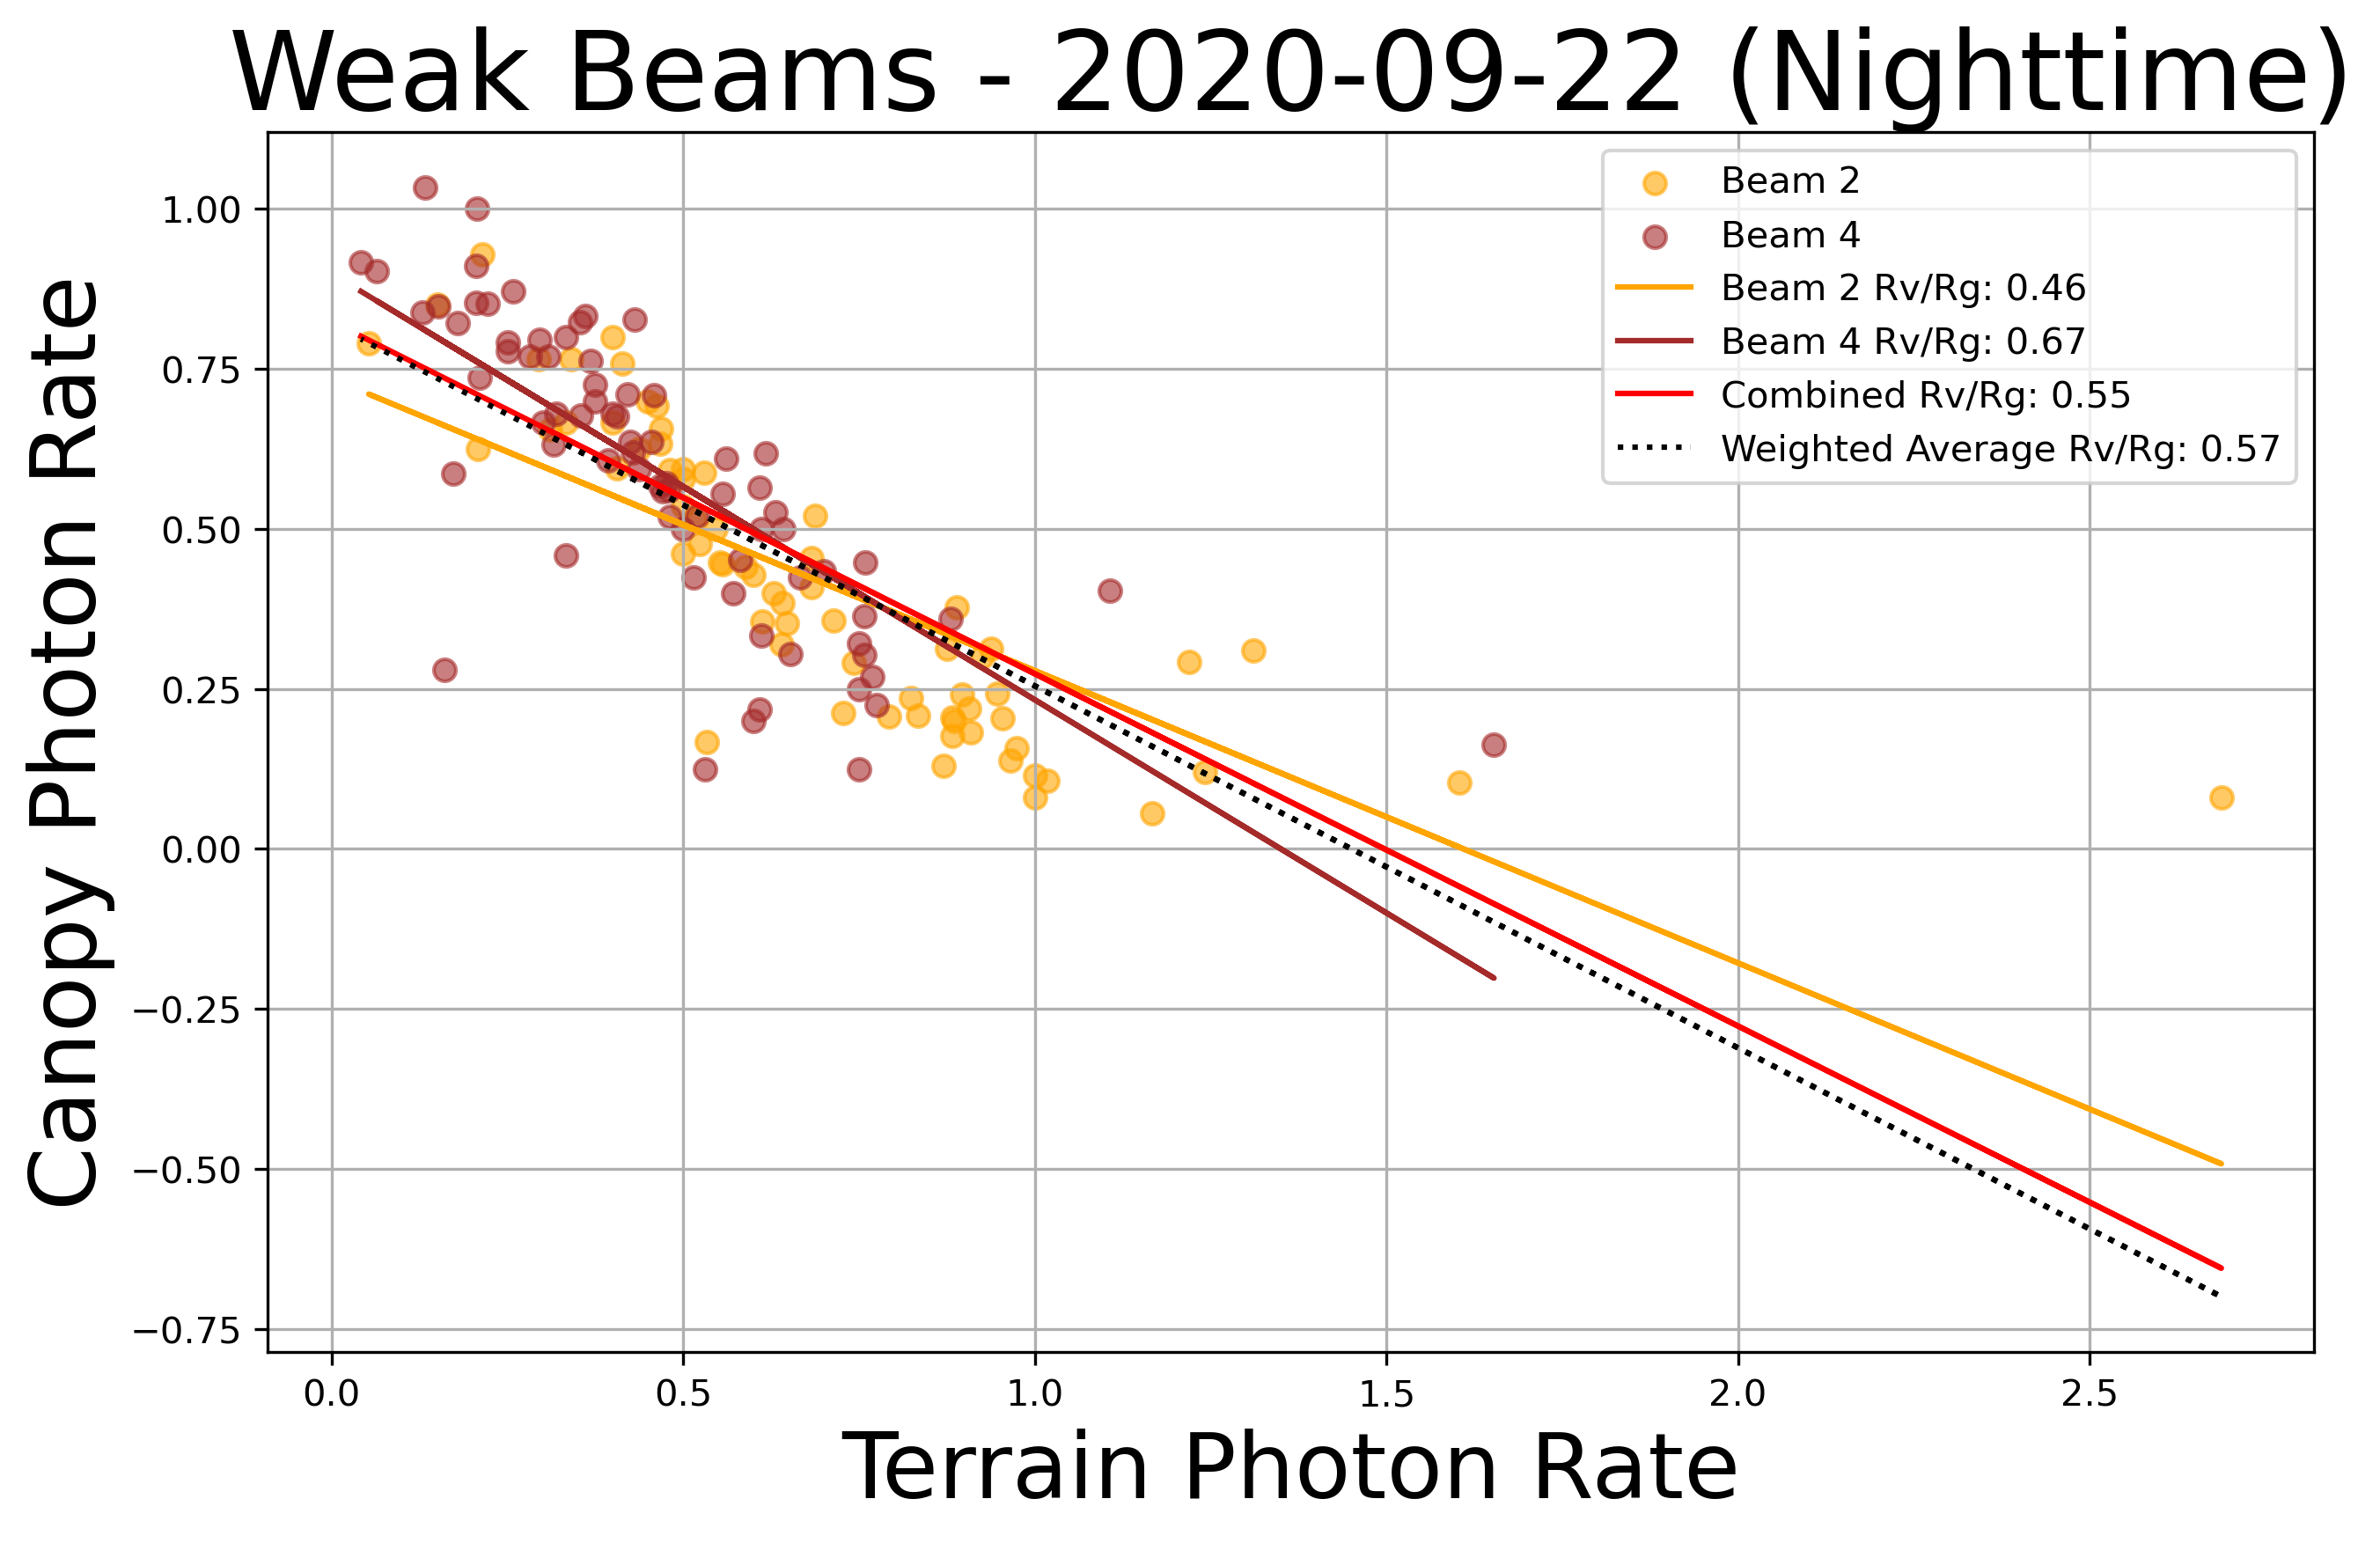 Weak Beams - 2020-09-22 (Nighttime)
Canopy Photon Rate
1.00
0.75
0.50
0.25
0.00
−0.25
−0.50
−0.75
Beam 2
Beam 4
Beam 2 Rv/Rg: 0.46
Beam 4 Rv/Rg: 0.67
Combined Rv/Rg: 0.55
Weighted Average Rv/Rg: 0.57
0.0 0.5 1.0 1.5 2.0 2.5
Terrain Photon Rate